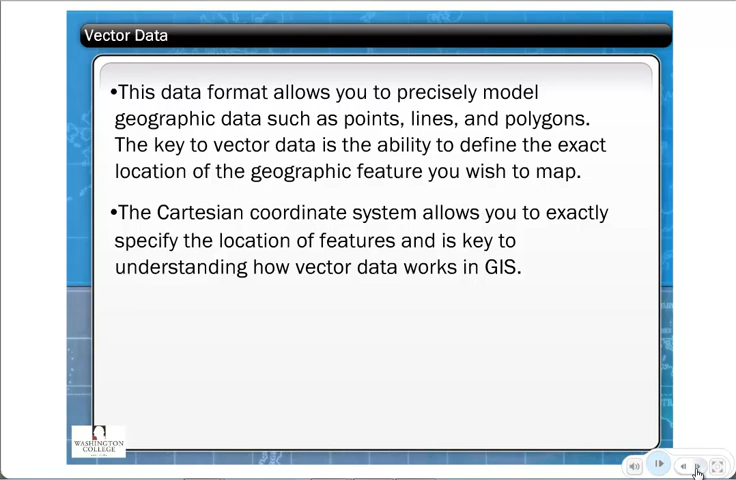 Vector Data
•This data format allows you to precisely model
geographic data such as points, lines, and polygons.
The key to vector data is the ability to define the exact
location of the geographic feature you wish to map.
•The Cartesian coordinate system allows you to exactly
specify the location of features and is key to
understanding how vector data works in GIS.
WASHINGTON
COLLEGE